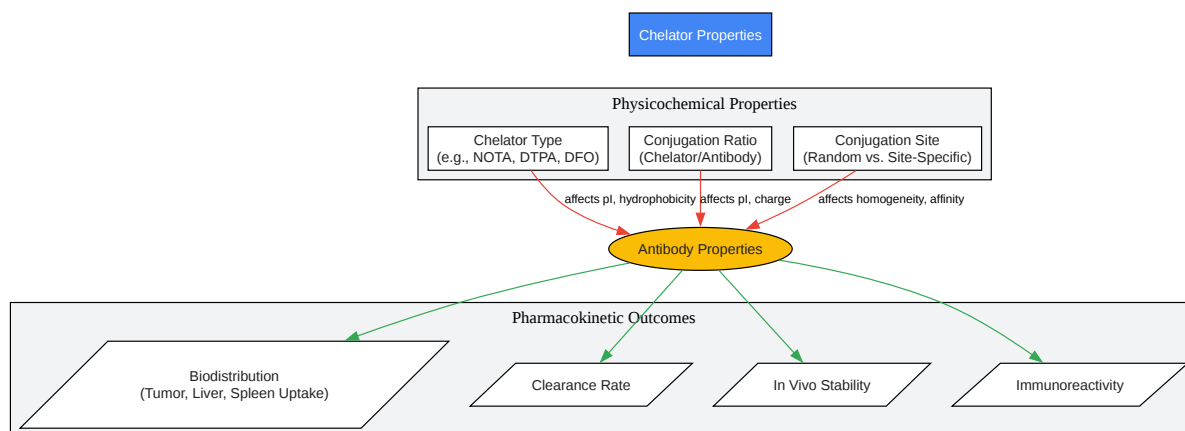 Chelator Properties
Physicochemical Properties
Chelator Type
(e.g., NOTA, DTPA, DFO)
Conjugation Ratio
(Chelator/Antibody)
Conjugation Site
(Random vs. Site-Specific)
affects pI, hydrophobicity
affects pI, charge
affects homogeneity, affinity
Antibody Properties
Pharmacokinetic Outcomes
Biodistribution
(Tumor, Liver, Spleen Uptake)
Clearance Rate
In Vivo Stability
Immunoreactivity